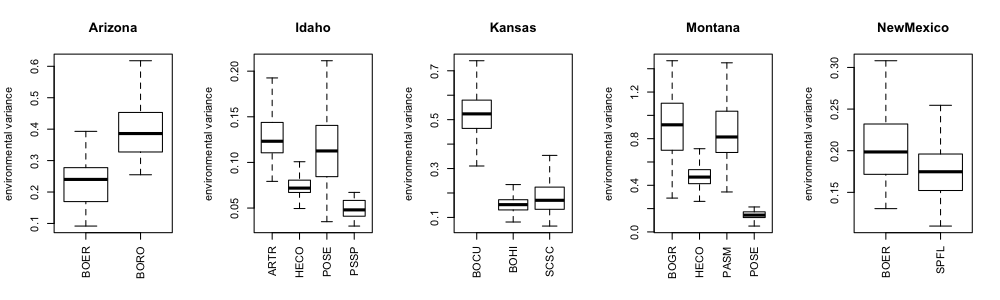 Arizona
environmental variance
0.1 0.2 0.3 0.4 0.5 0.6
BOER BORO
Idaho
environmental variance
0.05 0.10 0.15 0.20
ARTR HECO POSE PSSP
Kansas
environmental variance
0.1 0.3 0.5 0.7
BOCU BOHI SCSC
Montana
environmental variance
0.0 0.4 0.8 1.2
BOGR HECO PASM POSE
NewMexico
environmental variance
0.15 0.20 0.25 0.30
BOER SPFL